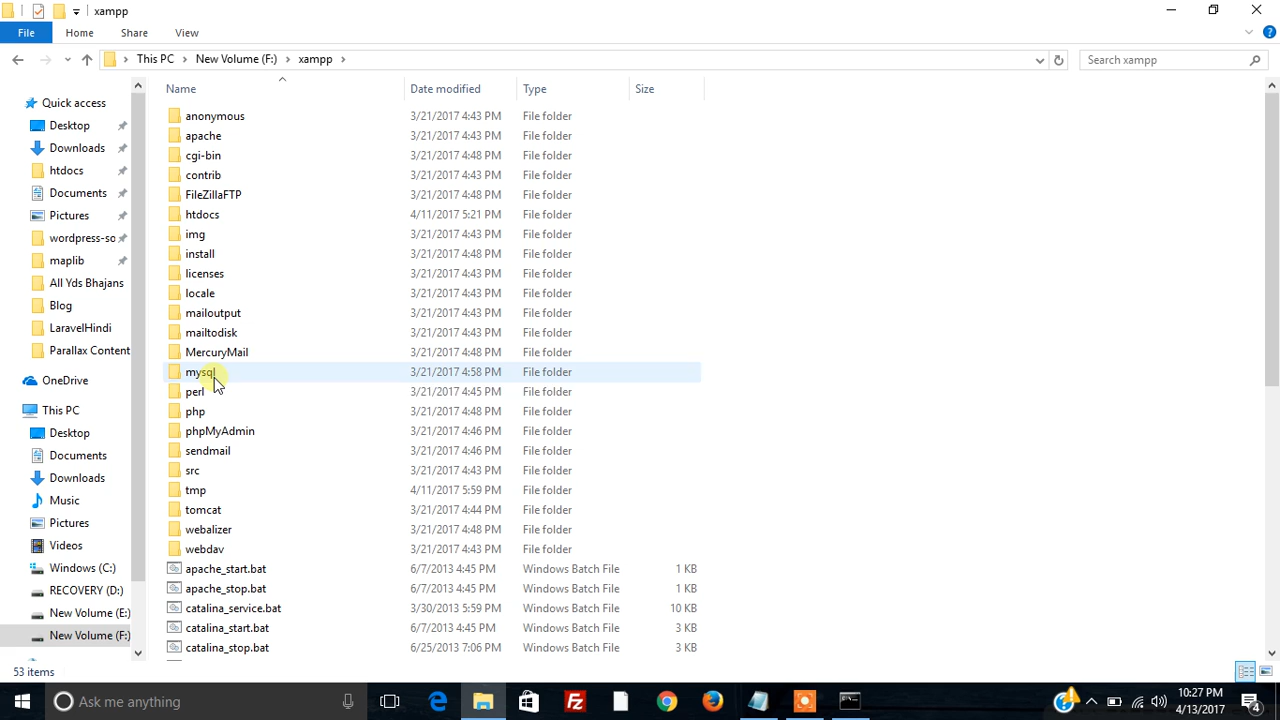 xampp
File Home Share View
This PC New Volume (F:) xampp Search xampp
Name Date modified Type Size
Quick access
Desktop
Downloads
htdocs
Documents
Pictures
wordpress-so
maplib
All Yds Bhajans
Blog
LaravelHindi
Parallax Content
OneDrive
This PC
Desktop
Documents
Downloads
Music
Pictures
Videos
Windows (C:)
RECOVERY (D:)
New Volume (E:)
New Volume (F:)
anonymous 3/21/2017 4:43 PM File folder
apache 3/21/2017 4:43 PM File folder
cgi-bin 3/21/2017 4:48 PM File folder
contrib 3/21/2017 4:43 PM File folder
FileZillaFTP 3/21/2017 4:48 PM File folder
htdocs 4/11/2017 5:21 PM File folder
img 3/21/2017 4:43 PM File folder
install 3/21/2017 4:48 PM File folder
licenses 3/21/2017 4:43 PM File folder
locale 3/21/2017 4:43 PM File folder
mailoutput 3/21/2017 4:43 PM File folder
mailtodisk 3/21/2017 4:43 PM File folder
MercuryMail 3/21/2017 4:48 PM File folder
mysql 3/21/2017 4:58 PM File folder
perl 3/21/2017 4:45 PM File folder
php 3/21/2017 4:48 PM File folder
phpMyAdmin 3/21/2017 4:46 PM File folder
sendmail 3/21/2017 4:46 PM File folder
src 3/21/2017 4:43 PM File folder
tmp 4/11/2017 5:59 PM File folder
tomcat 3/21/2017 4:44 PM File folder
webalizer 3/21/2017 4:48 PM File folder
webdav 3/21/2017 4:43 PM File folder
apache_start.bat 6/7/2013 4:45 PM Windows Batch File 1 KB
apache_stop.bat 6/7/2013 4:45 PM Windows Batch File 1 KB
catalina_service.bat 3/30/2013 5:59 PM Windows Batch File 10 KB
catalina_start.bat 6/7/2013 4:45 PM Windows Batch File 3 KB
catalina_stop.bat 6/25/2013 7:06 PM Windows Batch File 3 KB
53 items
Ask me anything
10:27 PM
4/13/2017
4